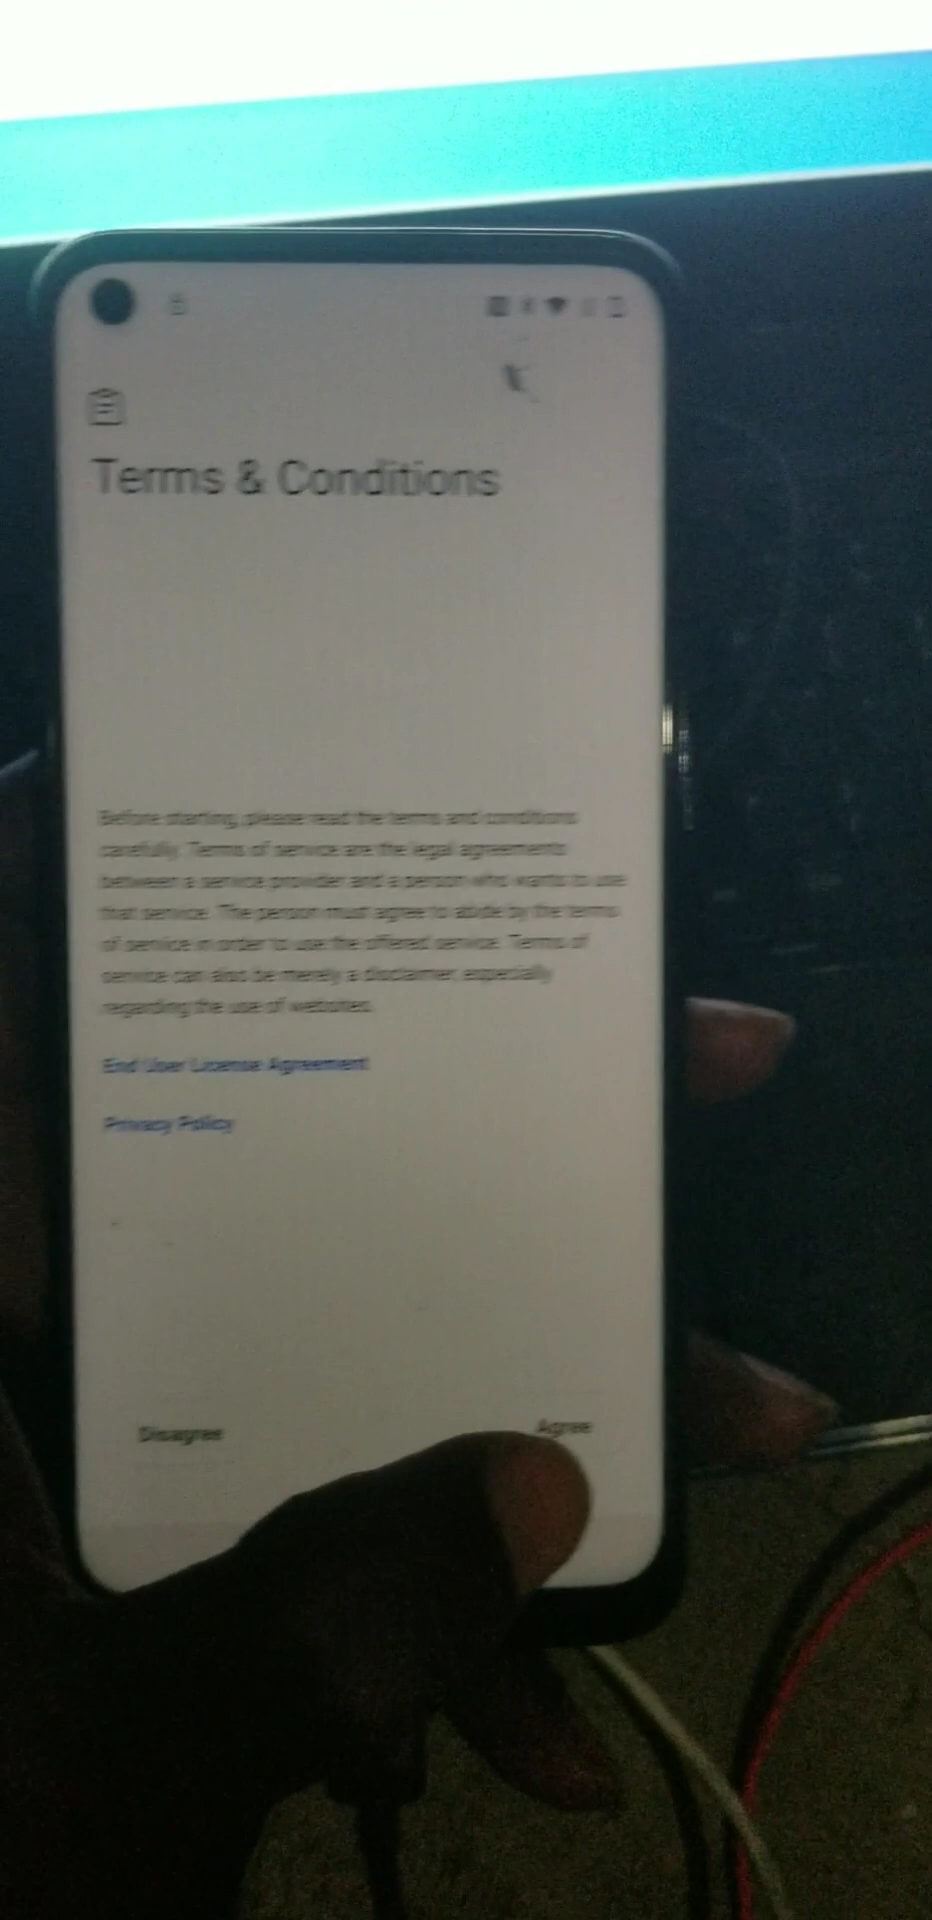 Terms & Conditions
Before starting, please read the terms and conditions
carefully. Terms of service are the legal agreements
between a service provider and a person who wants to use
that service. The person must agree to abide by the terms
of service in order to use the offered service. Terms of
service can also be merely a disclaimer, especially
regarding the use of websites.
End User License Agreement
Privacy Policy
Disagree
Agree